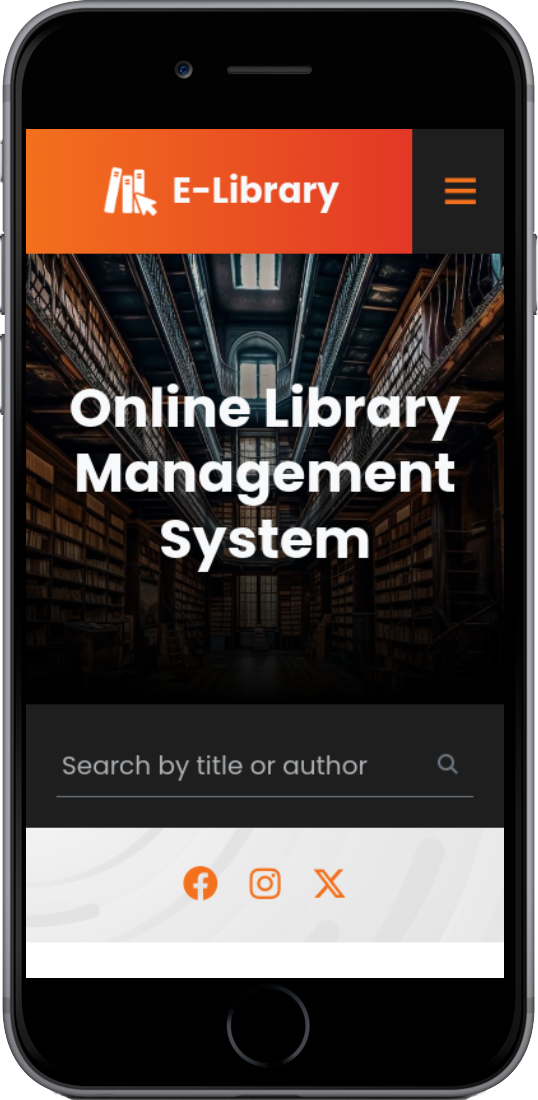 E-Library
Online Library
Management
System
Search by title or author